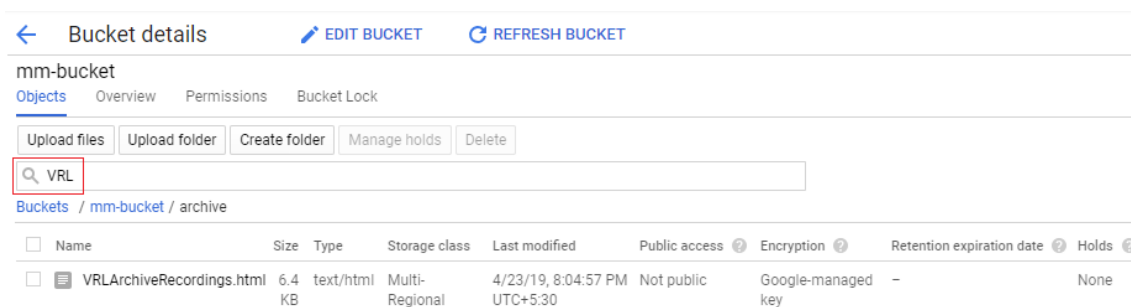 Bucket details EDIT BUCKET REFRESH BUCKET
mm-bucket
Objects Overview Permissions Bucket Lock
Upload files Upload folder Create folder Manage holds Delete
VRL
Buckets / mm-bucket / archive
Name Size Type Storage class Last modified Public access Encryption Retention expiration date Holds
VRLArchiveRecordings.html 6.4 text/html Multi- 4/23/19, 8:04:57 PM Not public Google-managed – None
KB Regional UTC+5:30 key